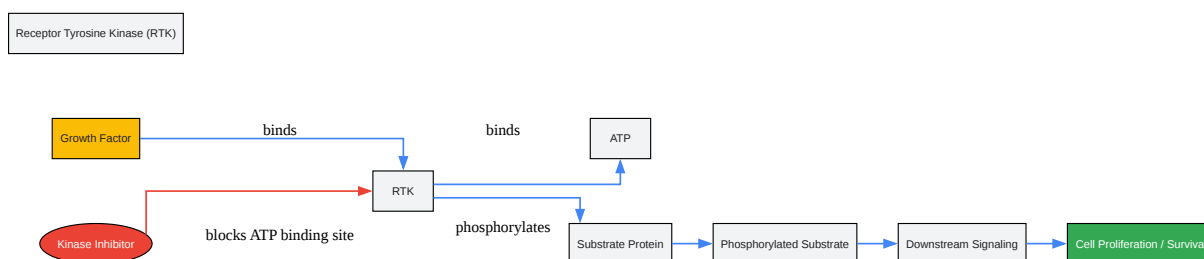 Receptor Tyrosine Kinase (RTK)
Growth Factor
binds
binds
ATP
RTK
Kinase Inhibitor
blocks ATP binding site
phosphorylates
Substrate Protein
Phosphorylated Substrate
Downstream Signaling
Cell Proliferation / Surviva